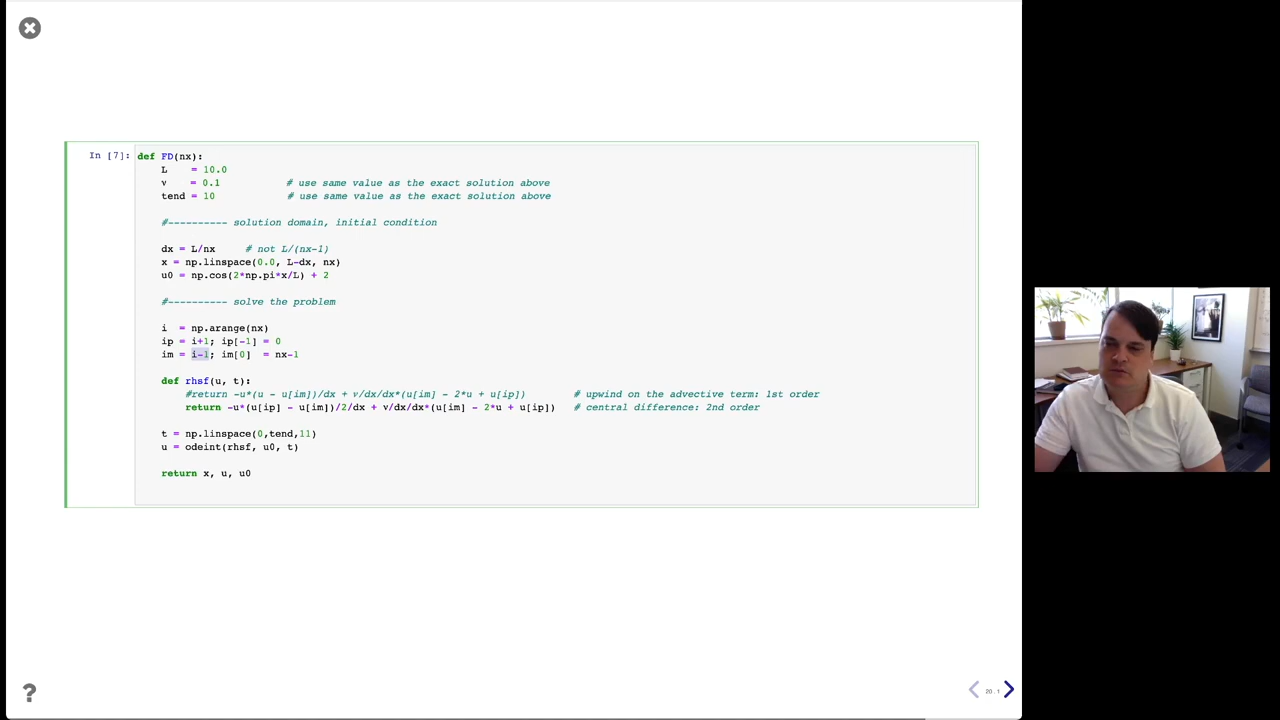 In [7]: def FD(nx):
L = 10.0
ν = 0.1 # use same value as the exact solution above
tend = 10 # use same value as the exact solution above
#---------- solution domain, initial condition
dx = L/nx # not L/(nx-1)
x = np.linspace(0.0, L-dx, nx)
u0 = np.cos(2*np.pi*x/L) + 2
#---------- solve the problem
i = np.arange(nx)
ip = i+1; ip[-1] = 0
im = i-1; im[0] = nx-1
def rhsf(u, t):
#return -u*(u - u[im])/dx + ν/dx/dx*(u[im] - 2*u + u[ip]) # upwind on the advective term: 1st order
return -u*(u[ip] - u[im])/2/dx + ν/dx/dx*(u[im] - 2*u + u[ip]) # central difference: 2nd order
t = np.linspace(0,tend,11)
u = odeint(rhsf, u0, t)
return x, u, u0
?
20.1